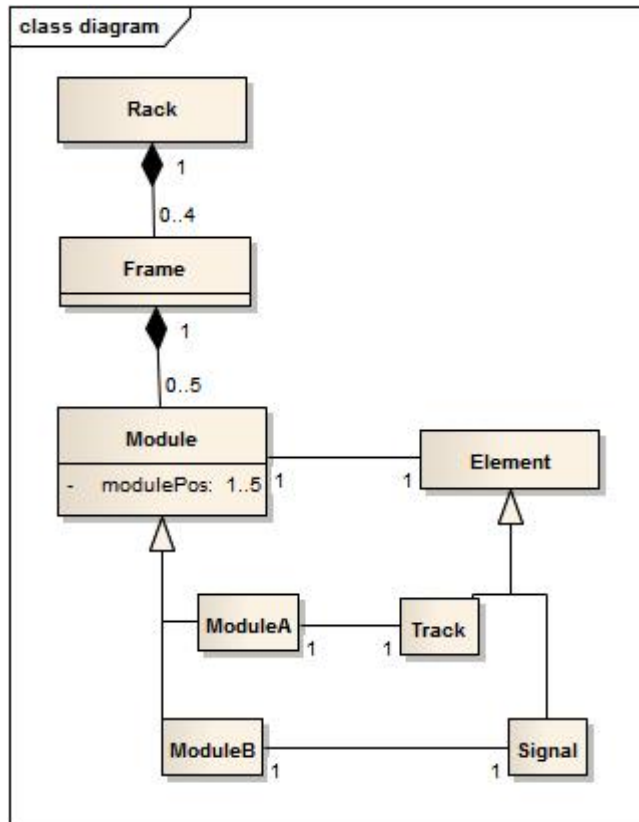 class diagram
Rack
1
0..4
Frame
1
0..5
Module
- modulePos: 1..5
1
1
Element
ModuleA
1
1
Track
ModuleB
1
1
Signal